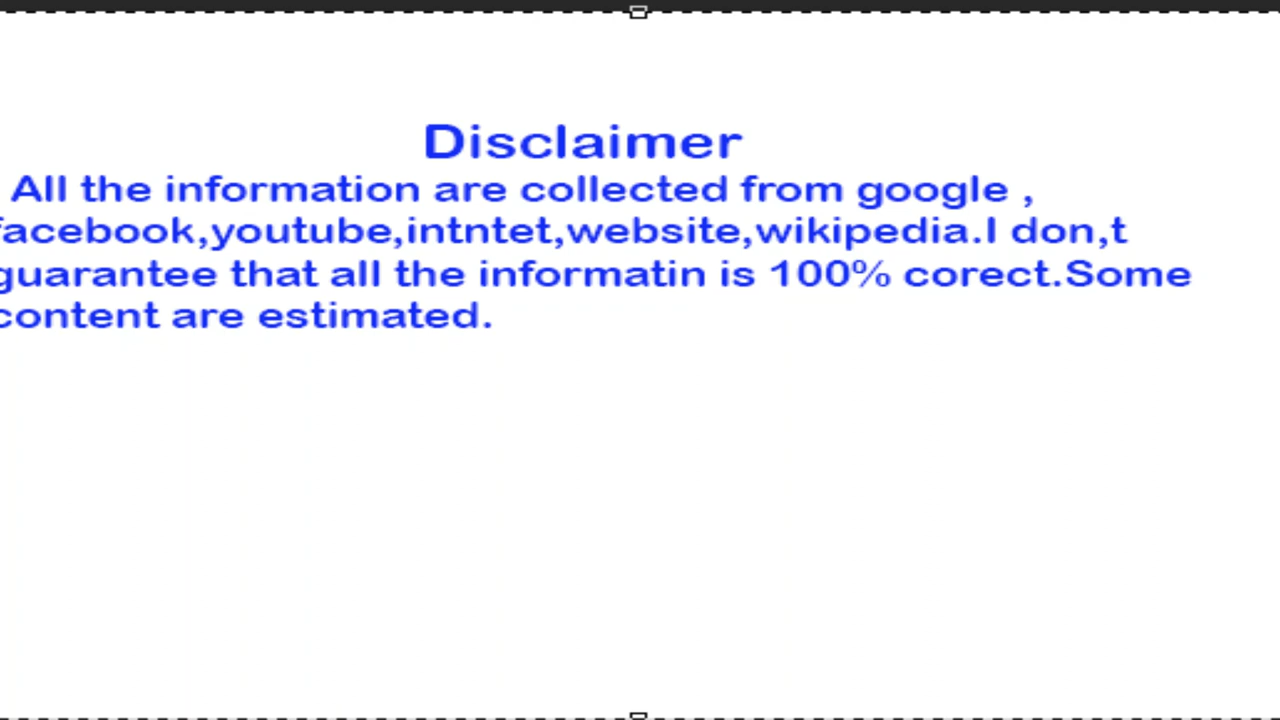 Disclaimer
All the information are collected from google ,
facebook,youtube,intntet,website,wikipedia.I don,t
guarantee that all the informatin is 100% corect.Some
content are estimated.